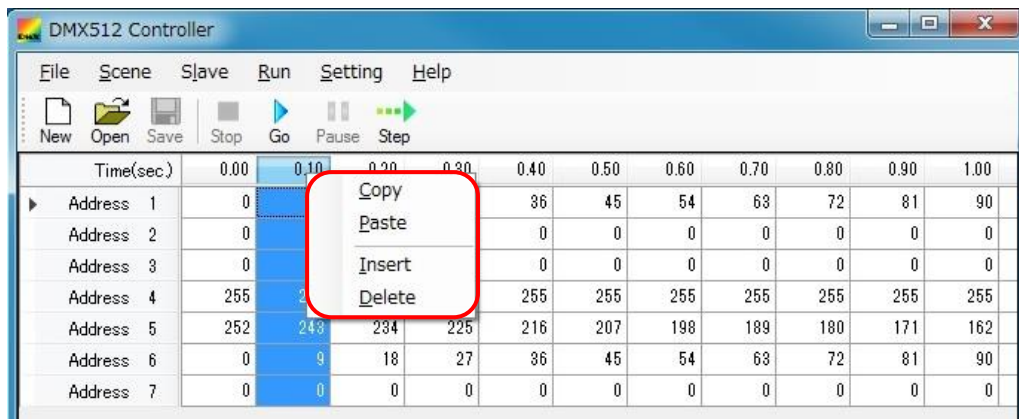 DMX512 Controller
File Scene Slave Run Setting Help
New Open Save Stop Go Pause Step
Time(sec.) 0.00 0.10 0.20 0.30 0.40 0.50 0.60 0.70 0.80 0.90 1.00
Address 1 0 36 45 54 63 72 81 90
Address 2 0 0 0 0 0 0 0 0
Address 3 0 0 0 0 0 0 0 0
Address 4 255 255 255 255 255 255 255 255
Address 5 252 243 234 225 216 207 198 189 180 171 162
Address 6 0 9 18 27 36 45 54 63 72 81 90
Address 7 0 0 0 0 0 0 0 0 0 0 0
Copy
Paste
Insert
Delete